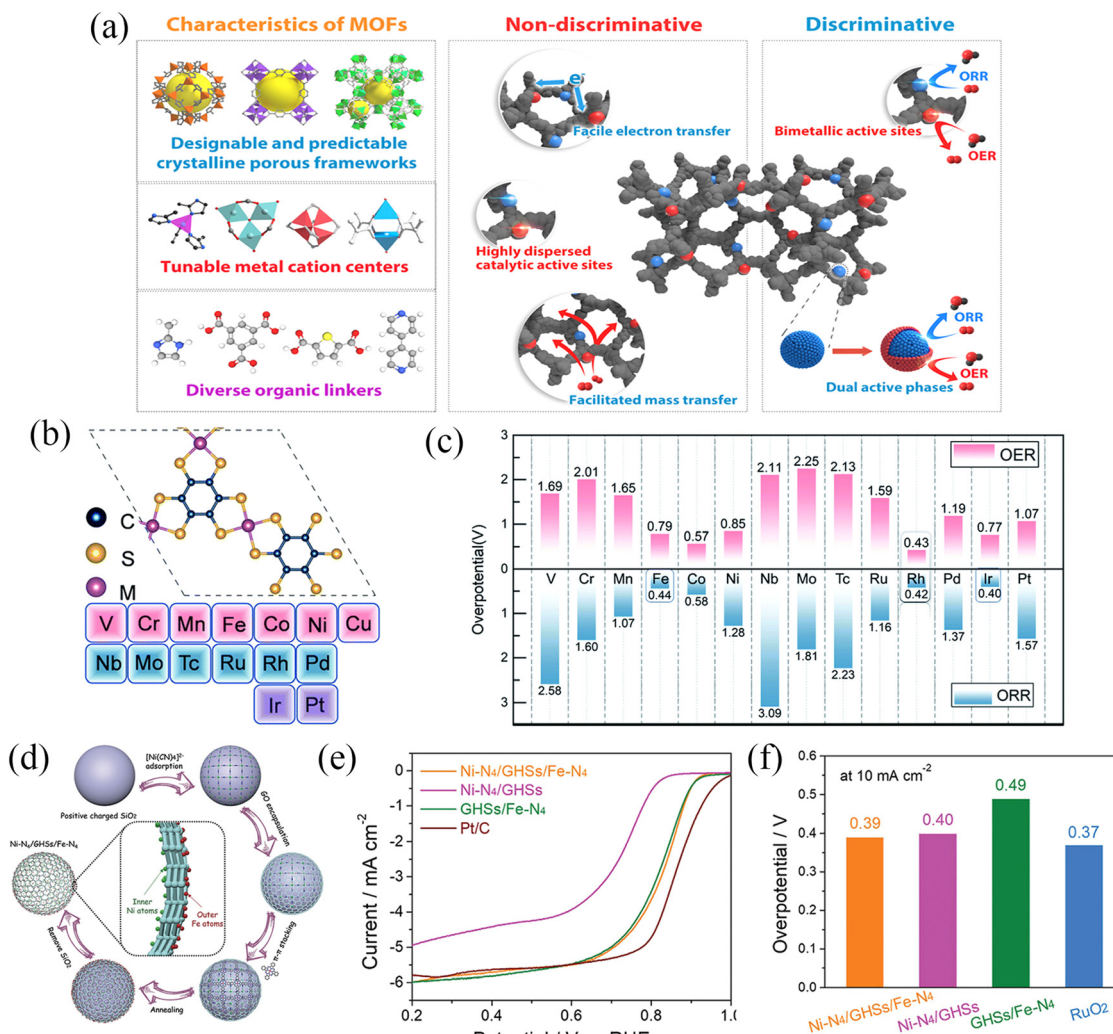 (a)
Characteristics of MOFs
Designable and predictable
crystalline porous frameworks
Tunable metal cation centers
Diverse organic linkers
Non-discriminative
e-
Facile electron transfer
Highly dispersed
catalytic active sites
Facilitated mass transfer
Discriminative
ORR
Bimetallic active sites
OER
ORR
OER
Dual active phases
(b)
C
S
M
V Cr Mn Fe Co Ni Cu
Nb Mo Tc Ru Rh Pd
Ir Pt
(c)
Overpotential(V)
3
2
1
0
1
2
3
OER
1.69 2.01 1.65 0.79 0.57 0.85 2.11 2.25 2.13 1.59 0.43 1.19 0.77 1.07
V Cr Mn Fe Co Ni Nb Mo Tc Ru Rh Pd Ir Pt
2.58 1.60 1.07 0.44 0.58 1.28 3.09 1.81 2.23 1.16 0.42 1.37 0.40 1.57
ORR
(d)
[Ni(CN)4]2-
adsorption
Positive charged SiO2
GO encapsulation
π-π stacking
Annealing
Remove SiO2
Ni-N4/GHSs/Fe-N4
Inner
Ni atoms
Outer
Fe atoms
(e)
Current / mA cm-2
0
-1
-2
-3
-4
-5
-6
Ni-N4/GHSs/Fe-N4
Ni-N4/GHSs
GHSs/Fe-N4
Pt/C
0.2 0.4 0.6 0.8 1.0
(f)
Overpotential / V
0.6
0.5
0.4
0.3
0.2
0.1
0.0
at 10 mA cm-2
0.39 0.40 0.49 0.37
Ni-N4/GHSs/Fe-N4
Ni-N4/GHSs
GHSs/Fe-N4
RuO2